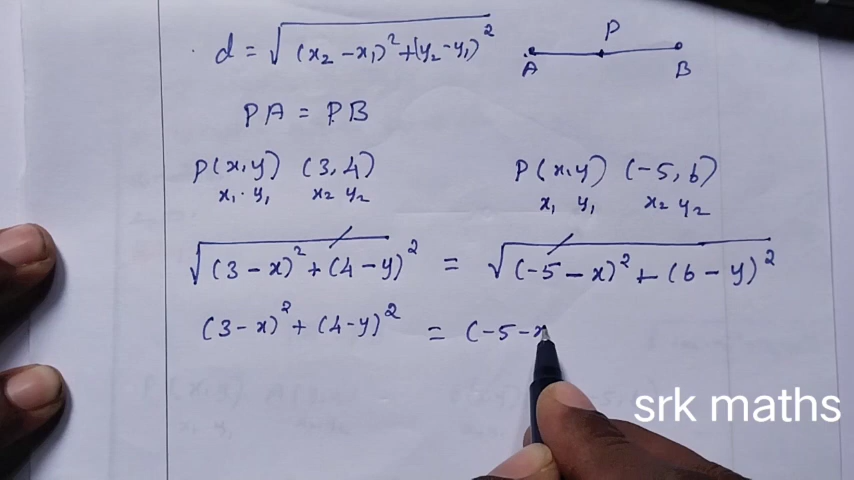 d = √(x₂ - x₁)² + (y₂ - y₁)²
P
A B
PA = PB
P(x,y) (3,4) P(x,y) (-5,6)
x₁ y₁ x₂ y₂ x₁ y₁ x₂ y₂
√(3-x)² + (4-y)² = √(-5-x)² + (6-y)²
(3-x)² + (4-y)² = (-5-x
srk maths